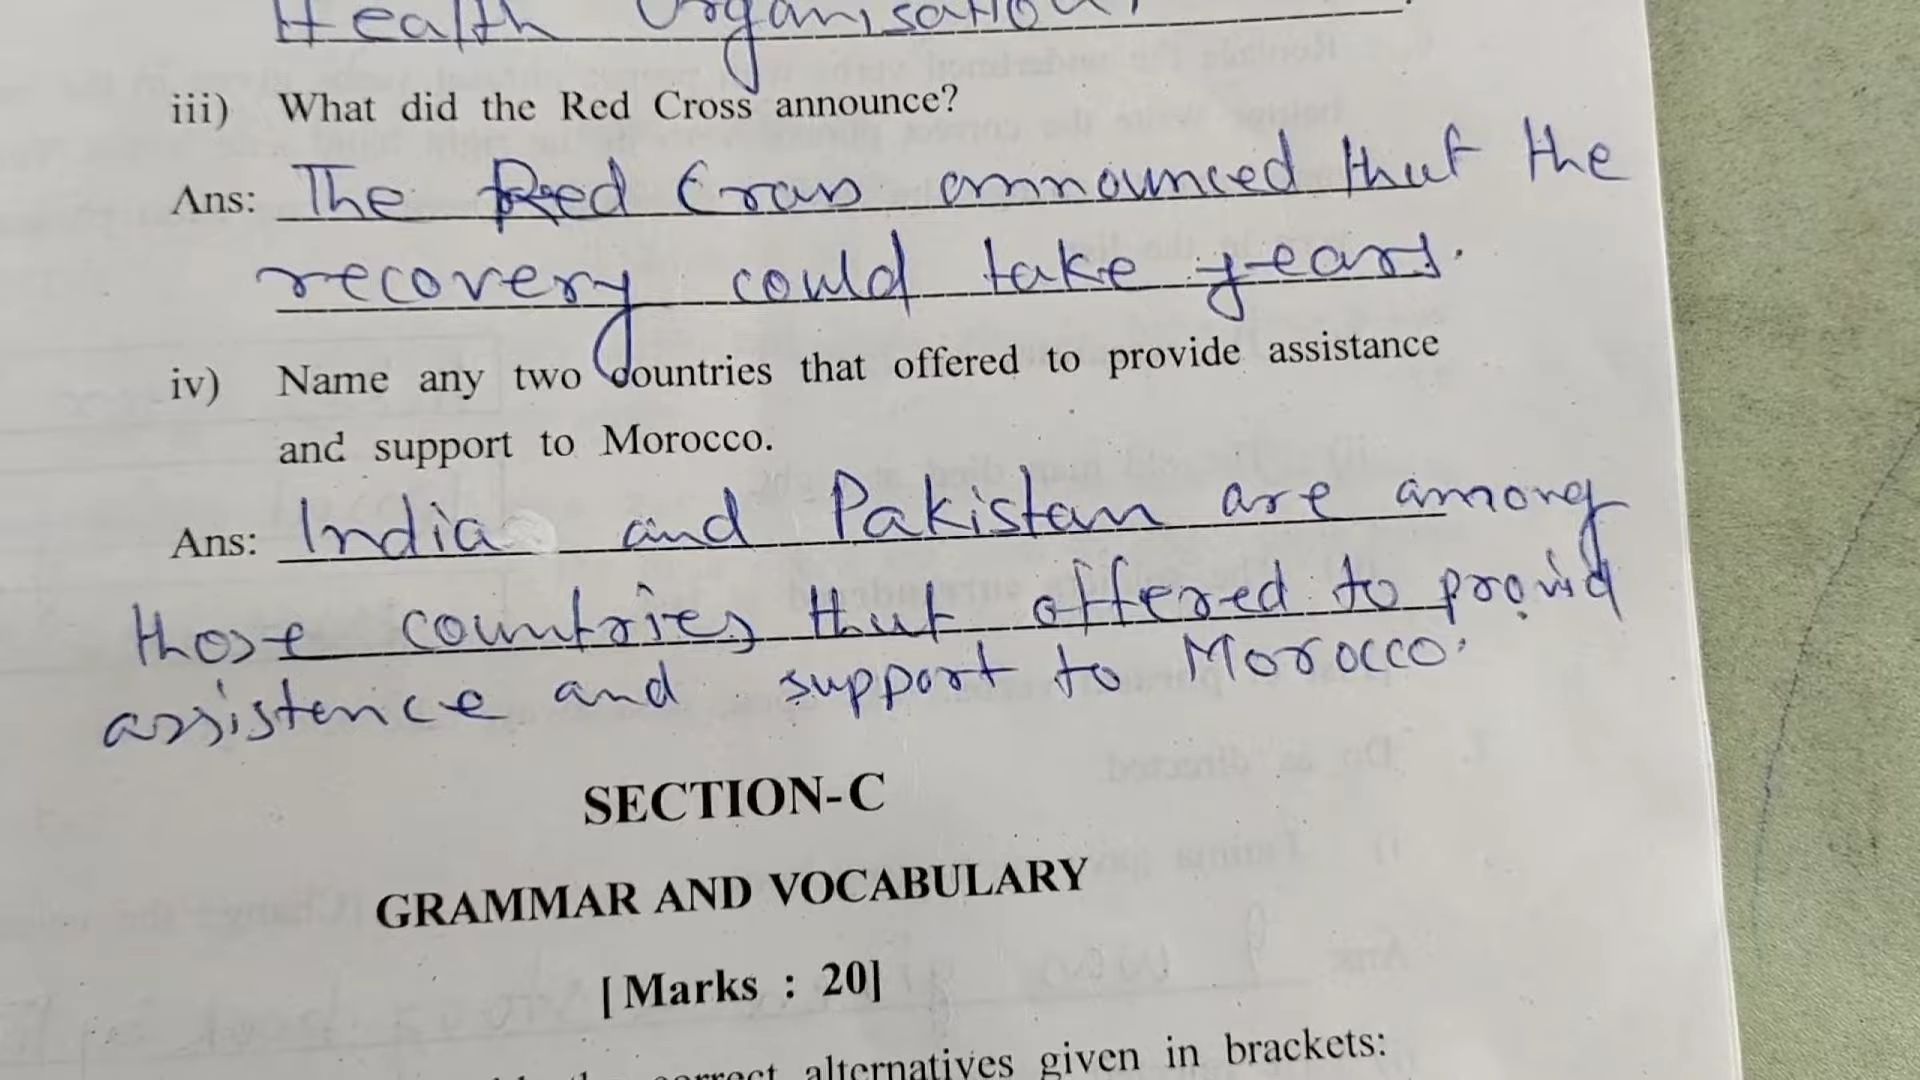 Health Organisation.
iii) What did the Red Cross announce?
Ans: The Red Cross announced that the
recovery could take years.
iv) Name any two countries that offered to provide assistance
and support to Morocco.
Ans: India and Pakistan are among
those countries that offered to provid
assistence and support to Morocco.
SECTION-C
GRAMMAR AND VOCABULARY
[Marks : 20]
correct alternatives given in brackets: